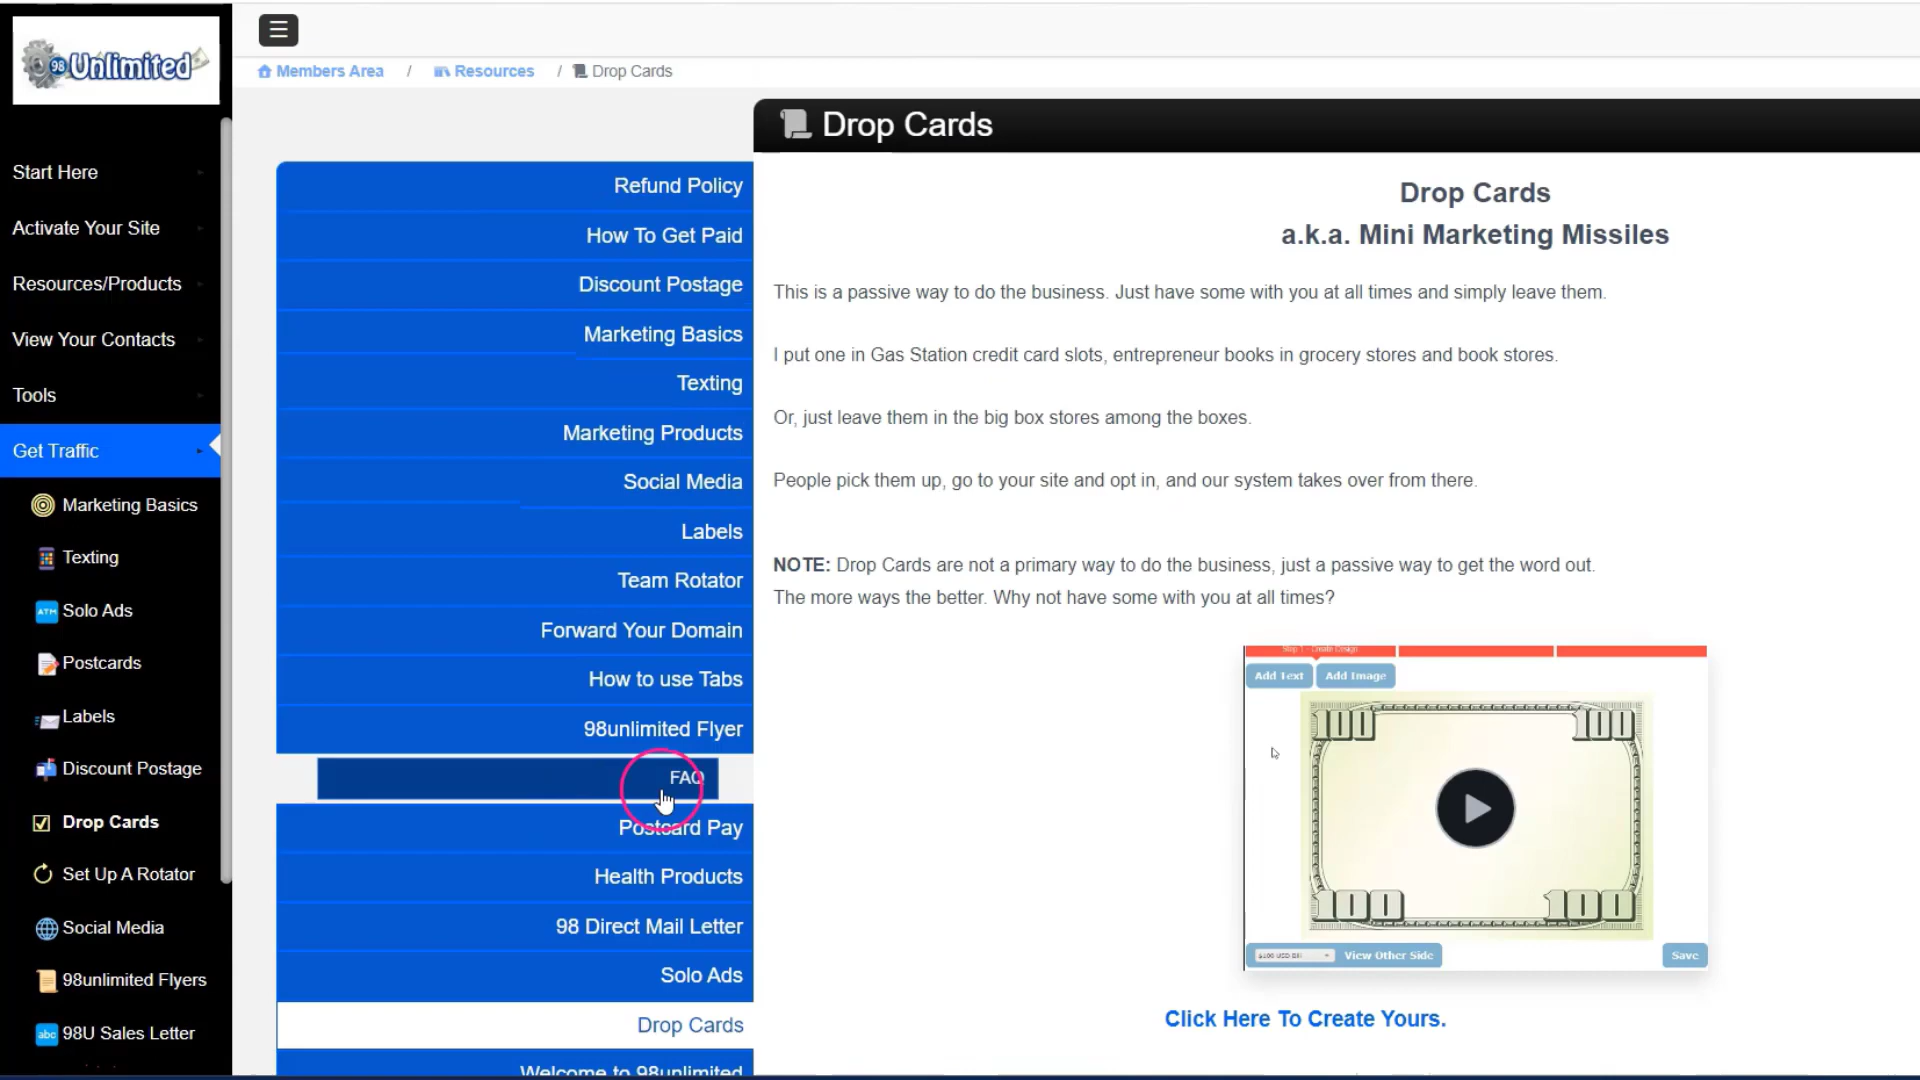 98 Unlimited
Members Area / Resources / Drop Cards
Start Here
Activate Your Site
Resources/Products
View Your Contacts
Tools
Get Traffic
Marketing Basics
Texting
ATM Solo Ads
Postcards
Labels
Discount Postage
Drop Cards
Set Up A Rotator
Social Media
98unlimited Flyers
abc 98U Sales Letter
Refund Policy
How To Get Paid
Discount Postage
Marketing Basics
Texting
Marketing Products
Social Media
Labels
Team Rotator
Forward Your Domain
How to use Tabs
98unlimited Flyer
FAQ
Postcard Pay
Health Products
98 Direct Mail Letter
Solo Ads
Drop Cards
Welcome to 98unlimited
Drop Cards
Drop Cards
a.k.a. Mini Marketing Missiles
This is a passive way to do the business. Just have some with you at all times and simply leave them.
I put one in Gas Station credit card slots, entrepreneur books in grocery stores and book stores.
Or, just leave them in the big box stores among the boxes.
People pick them up, go to your site and opt in, and our system takes over from there.
NOTE: Drop Cards are not a primary way to do the business, just a passive way to get the word out.
The more ways the better. Why not have some with you at all times?
Step 1 - Create Design
Add Text Add Image
100 100
100 100
$100 USD Bill View Other Side Save
Click Here To Create Yours.